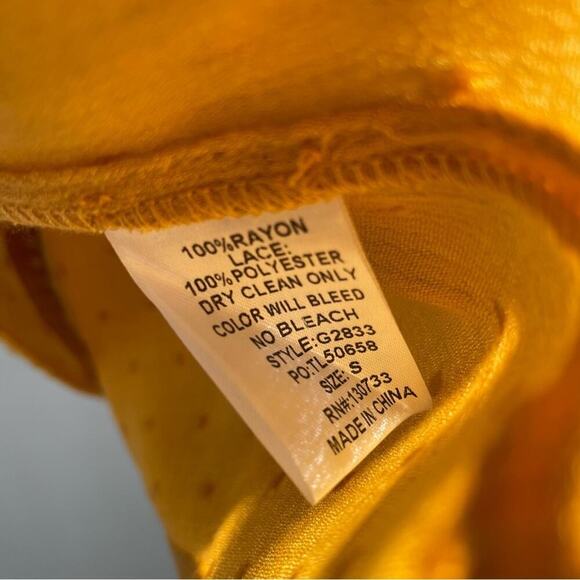 100%RAYON
LACE:
100%POLYESTER
DRY CLEAN ONLY
COLOR WILL BLEED
NO BLEACH
STYLE:G2833
PO:TL50658
SIZE: S
RN#:130733
MADE IN CHINA